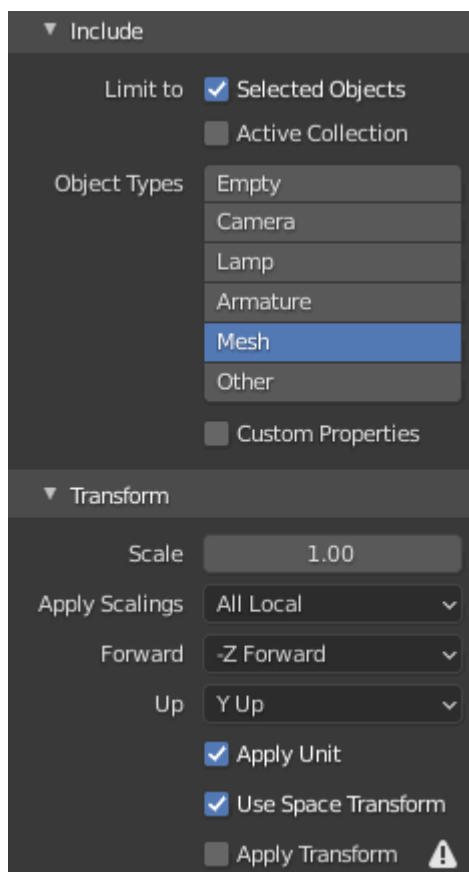 Include
Limit to Selected Objects
Active Collection
Object Types Empty
Camera
Lamp
Armature
Mesh
Other
Custom Properties
Transform
Scale 1.00
Apply Scalings All Local
Forward -Z Forward
Up Y Up
Apply Unit
Use Space Transform
Apply Transform